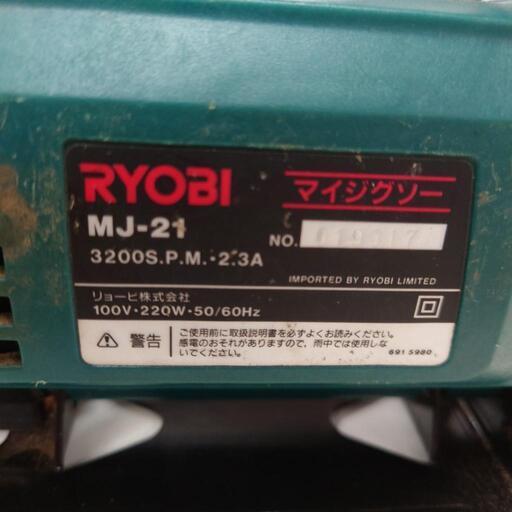 RYOBI
マイジグソー
MJ-21
NO.
3200S.P.M.・2.3A
IMPORTED BY RYOBI LIMITED
リョービ株式会社
100V・220W・50/60Hz
警告
ご使用前に取扱説明書を必ずよくお読みください。
感電のおそれがありますので、雨中では使用しな
いでください。
6915980